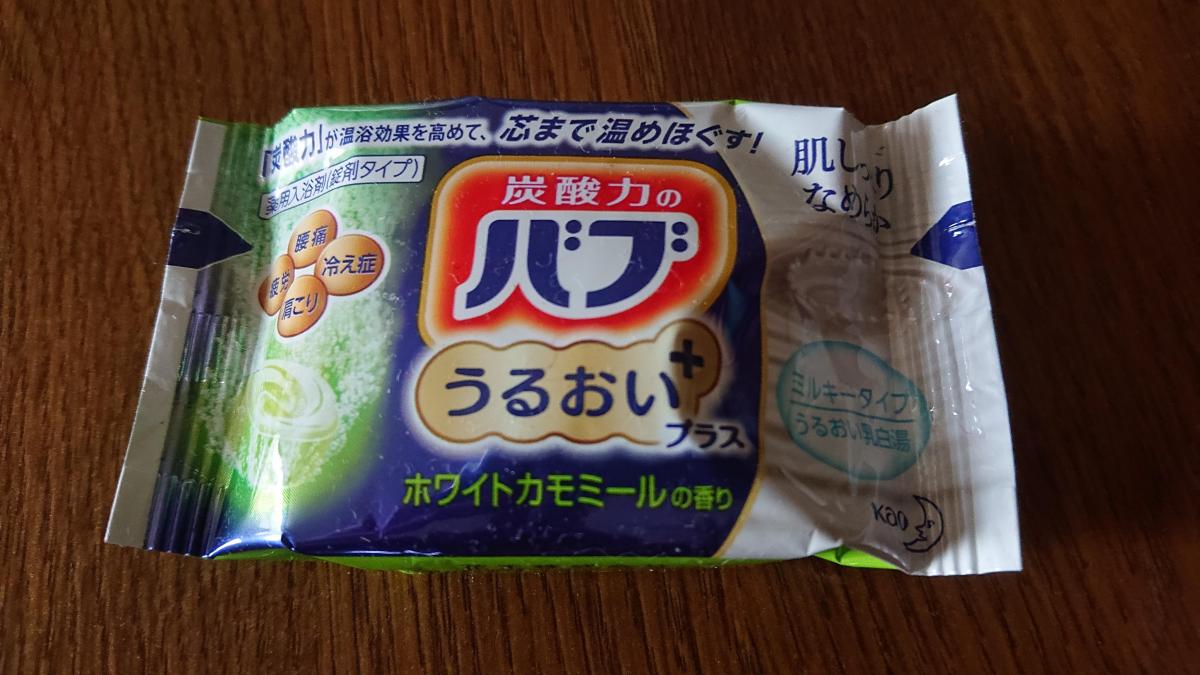 「炭酸力」が温浴効果を高めて、芯まで温めほぐす!
薬用入浴剤(錠剤タイプ)
腰痛
冷え症
疲労
肩こり
炭酸力の
バブ
うるおい+
プラス
ホワイトカモミールの香り
肌しっとり
なめらか
ミルキータイプ
うるおい乳白湯
Kao